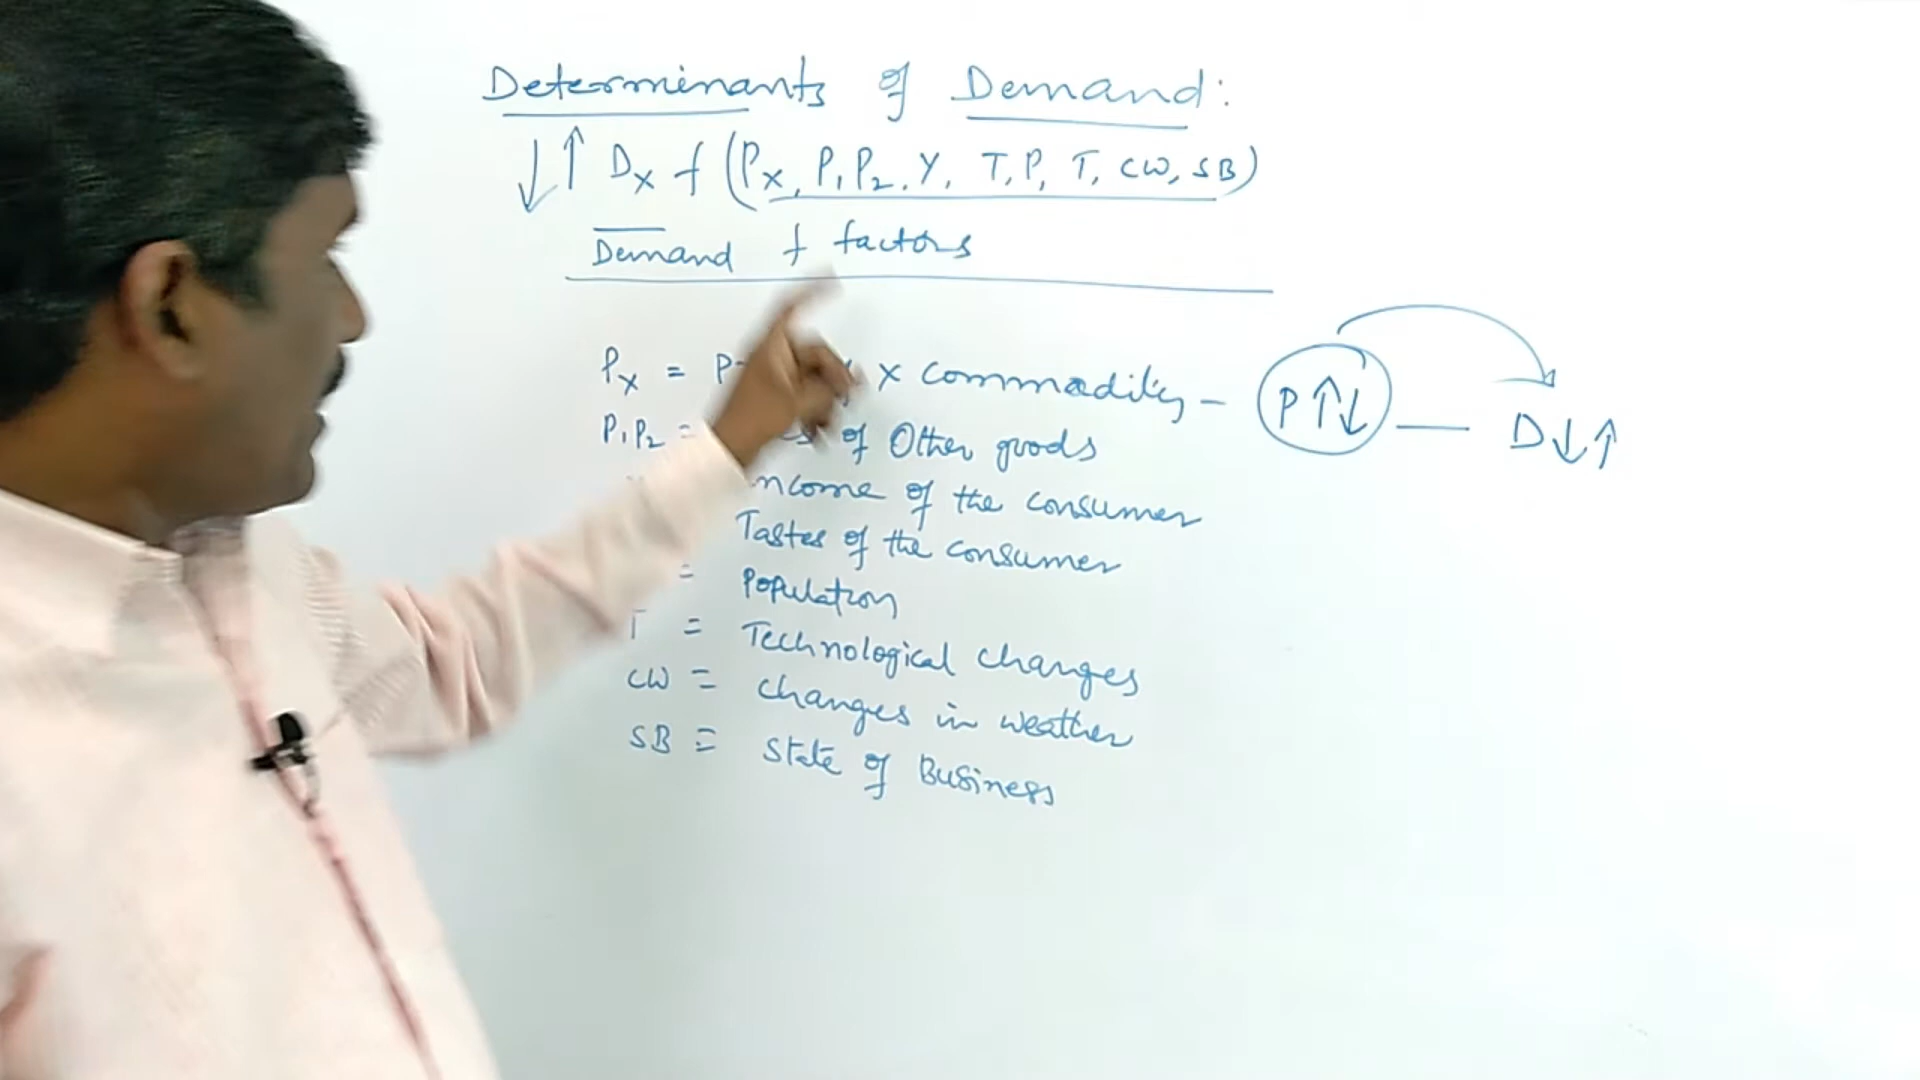 Determinants of Demand:
↓↑ Dx f (Px, P1P2, Y, T, P, T, CW, SB)
Demand f factors
Px = x commodity – P↑↓ — D↓↑
P1P2 = of Other goods
income of the consumer
Tastes of the consumer
= Population
T = Technological changes
CW = changes in weather
SB = State of Business